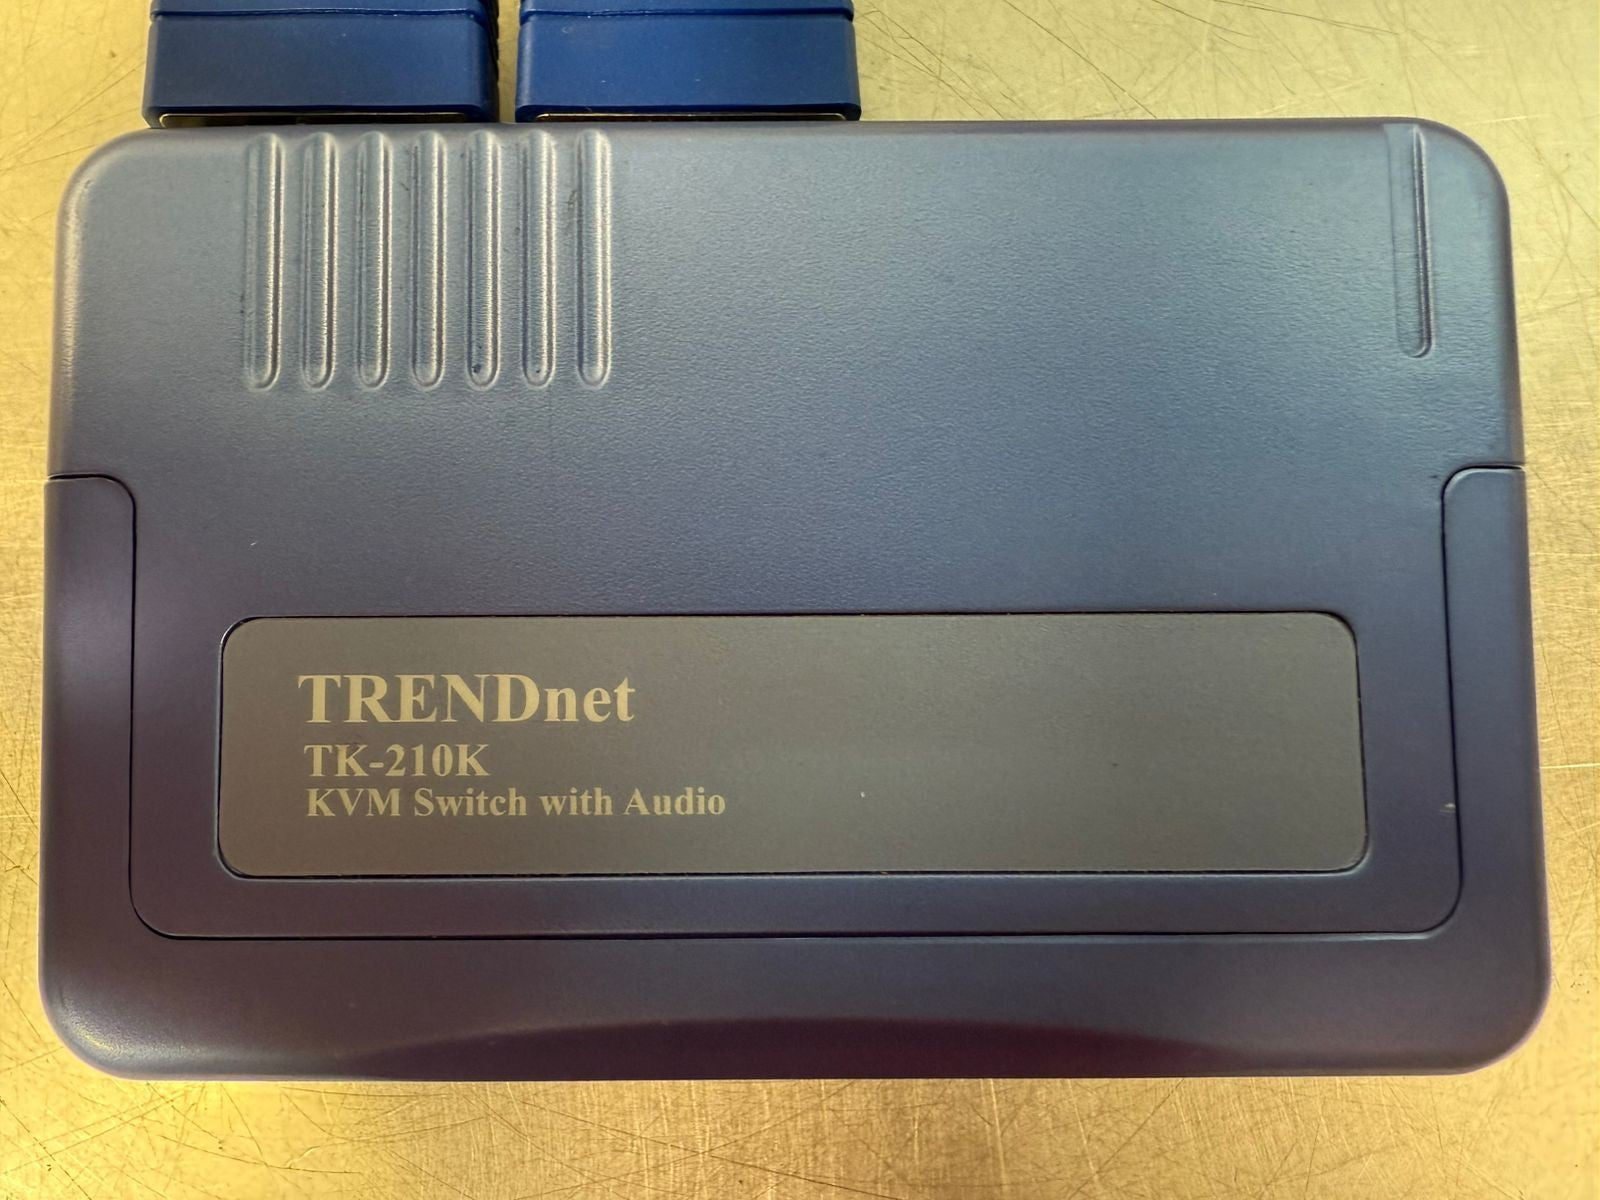 TRENDnet
TK-210K
KVM Switch with Audio